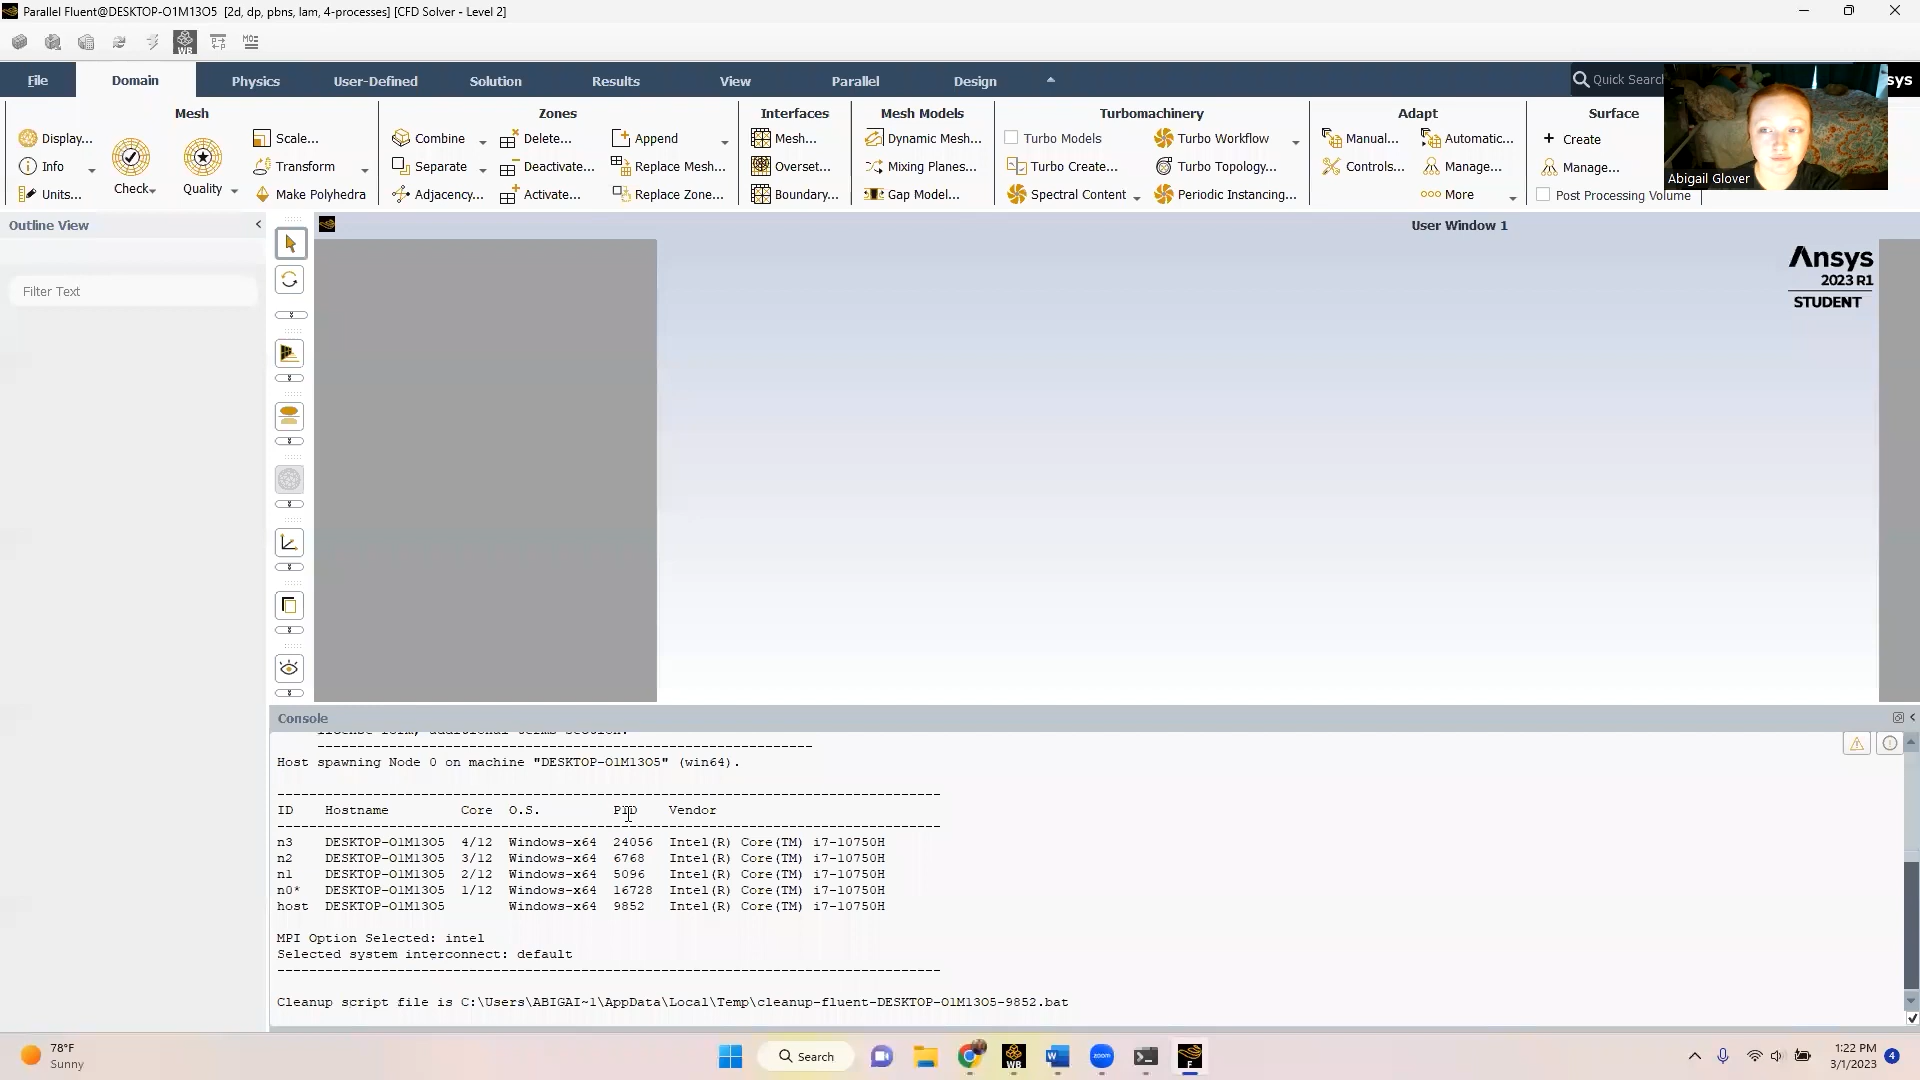 Parallel Fluent@DESKTOP-O1M13O5 [2d, dp, pbns, lam, 4-processes] [CFD Solver - Level 2]
WB
File Domain Physics User-Defined Solution Results View Parallel Design Quick Search
Mesh Zones Interfaces Mesh Models Turbomachinery Adapt Surface
Display... Scale... Combine Delete... Append Mesh... Dynamic Mesh... Turbo Models Turbo Workflow Manual... Automatic... Create
Info Check Quality Transform Separate Deactivate... Replace Mesh... Overset... Mixing Planes... Turbo Create... Turbo Topology... Controls... Manage... Manage...
Units... Make Polyhedra Adjacency... Activate... Replace Zone... Boundary... Gap Model... Spectral Content Periodic Instancing... More Post Processing Volume
Abigail Glover
Outline View
User Window 1
Filter Text
Ansys
2023 R1
STUDENT
Console
Host spawning Node 0 on machine "DESKTOP-O1M13O5" (win64).
ID Hostname Core O.S. PID Vendor
n3 DESKTOP-O1M13O5 4/12 Windows-x64 24056 Intel(R) Core(TM) i7-10750H
n2 DESKTOP-O1M13O5 3/12 Windows-x64 6768 Intel(R) Core(TM) i7-10750H
n1 DESKTOP-O1M13O5 2/12 Windows-x64 5096 Intel(R) Core(TM) i7-10750H
n0* DESKTOP-O1M13O5 1/12 Windows-x64 16728 Intel(R) Core(TM) i7-10750H
host DESKTOP-O1M13O5 Windows-x64 9852 Intel(R) Core(TM) i7-10750H
MPI Option Selected: intel
Selected system interconnect: default
Cleanup script file is C:\Users\ABIGAI~1\AppData\Local\Temp\cleanup-fluent-DESKTOP-O1M13O5-9852.bat
78°F
Sunny
Search
zoom
1:22 PM
3/1/2023
4